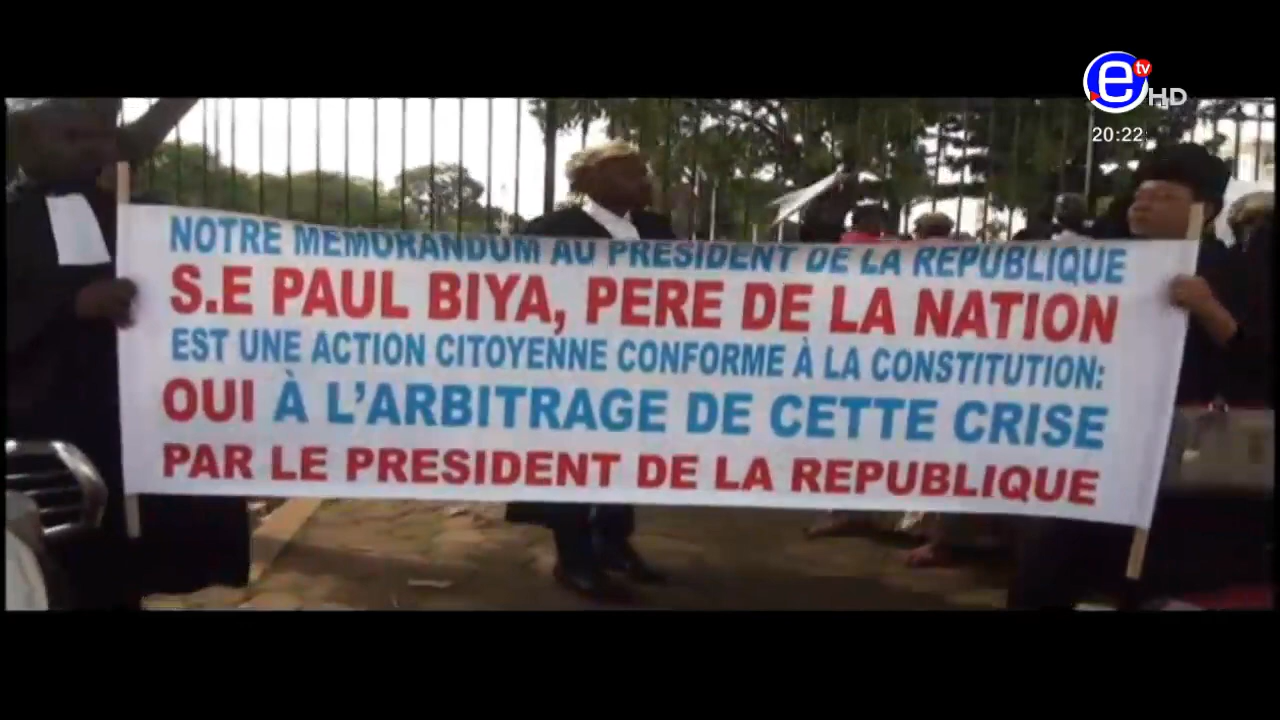 e tv HD
20:22
NOTRE MEMORANDUM AU PRESIDENT DE LA REPUBLIQUE
S.E PAUL BIYA, PERE DE LA NATION
EST UNE ACTION CITOYENNE CONFORME À LA CONSTITUTION:
OUI À L'ARBITRAGE DE CETTE CRISE
PAR LE PRESIDENT DE LA REPUBLIQUE